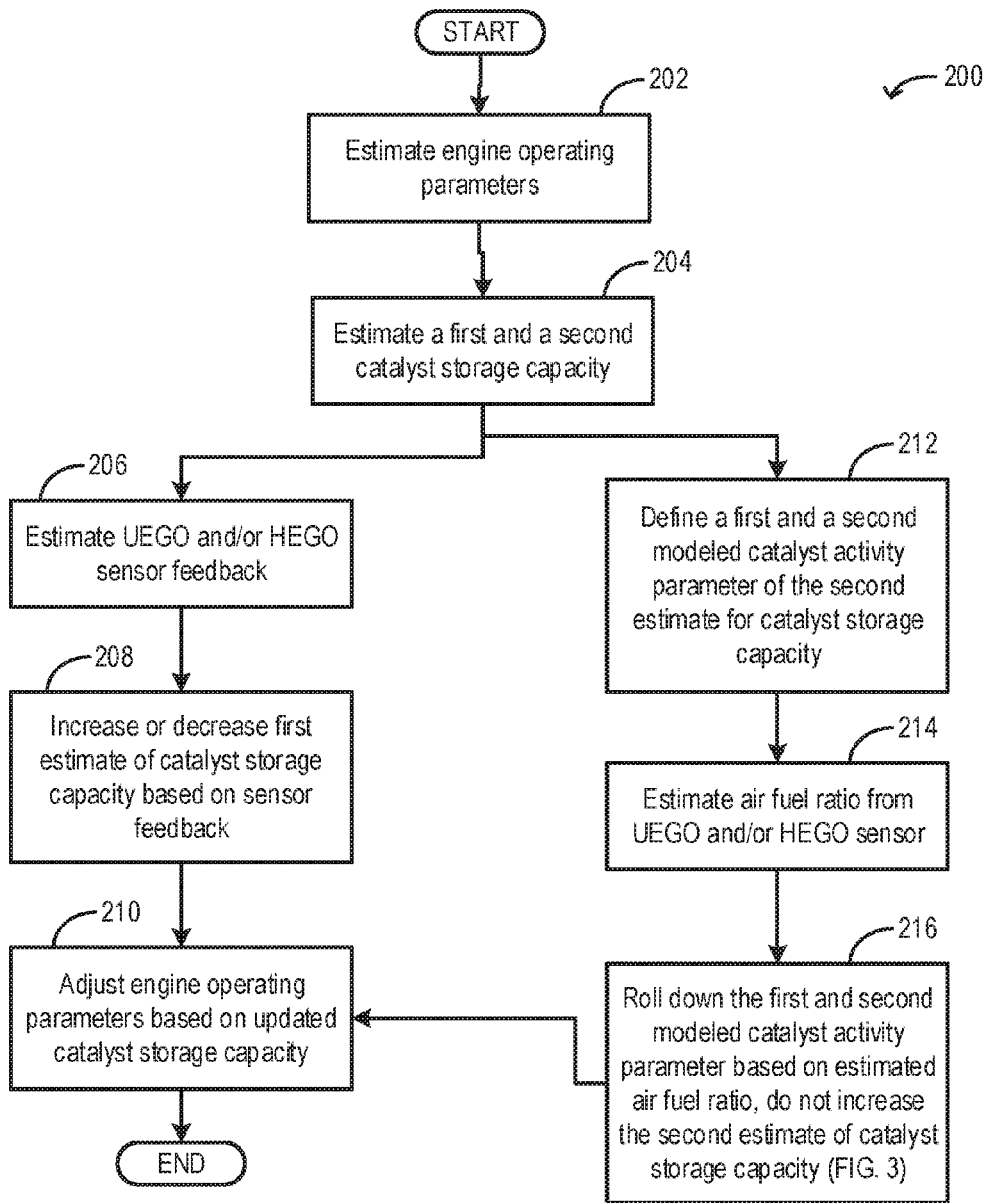 START
200
202
Estimate engine operating
parameters
204
Estimate a first and a second
catalyst storage capacity
206
Estimate UEGO and/or HEGO
sensor feedback
208
Increase or decrease first
estimate of catalyst storage
capacity based on sensor
feedback
210
Adjust engine operating
parameters based on updated
catalyst storage capacity
END
212
Define a first and a second
modeled catalyst activity
parameter of the second
estimate for catalyst storage
capacity
214
Estimate air fuel ratio from
UEGO and/or HEGO sensor
216
Roll down the first and second
modeled catalyst activity
parameter based on estimated
air fuel ratio, do not increase
the second estimate of catalyst
storage capacity (FIG. 3)